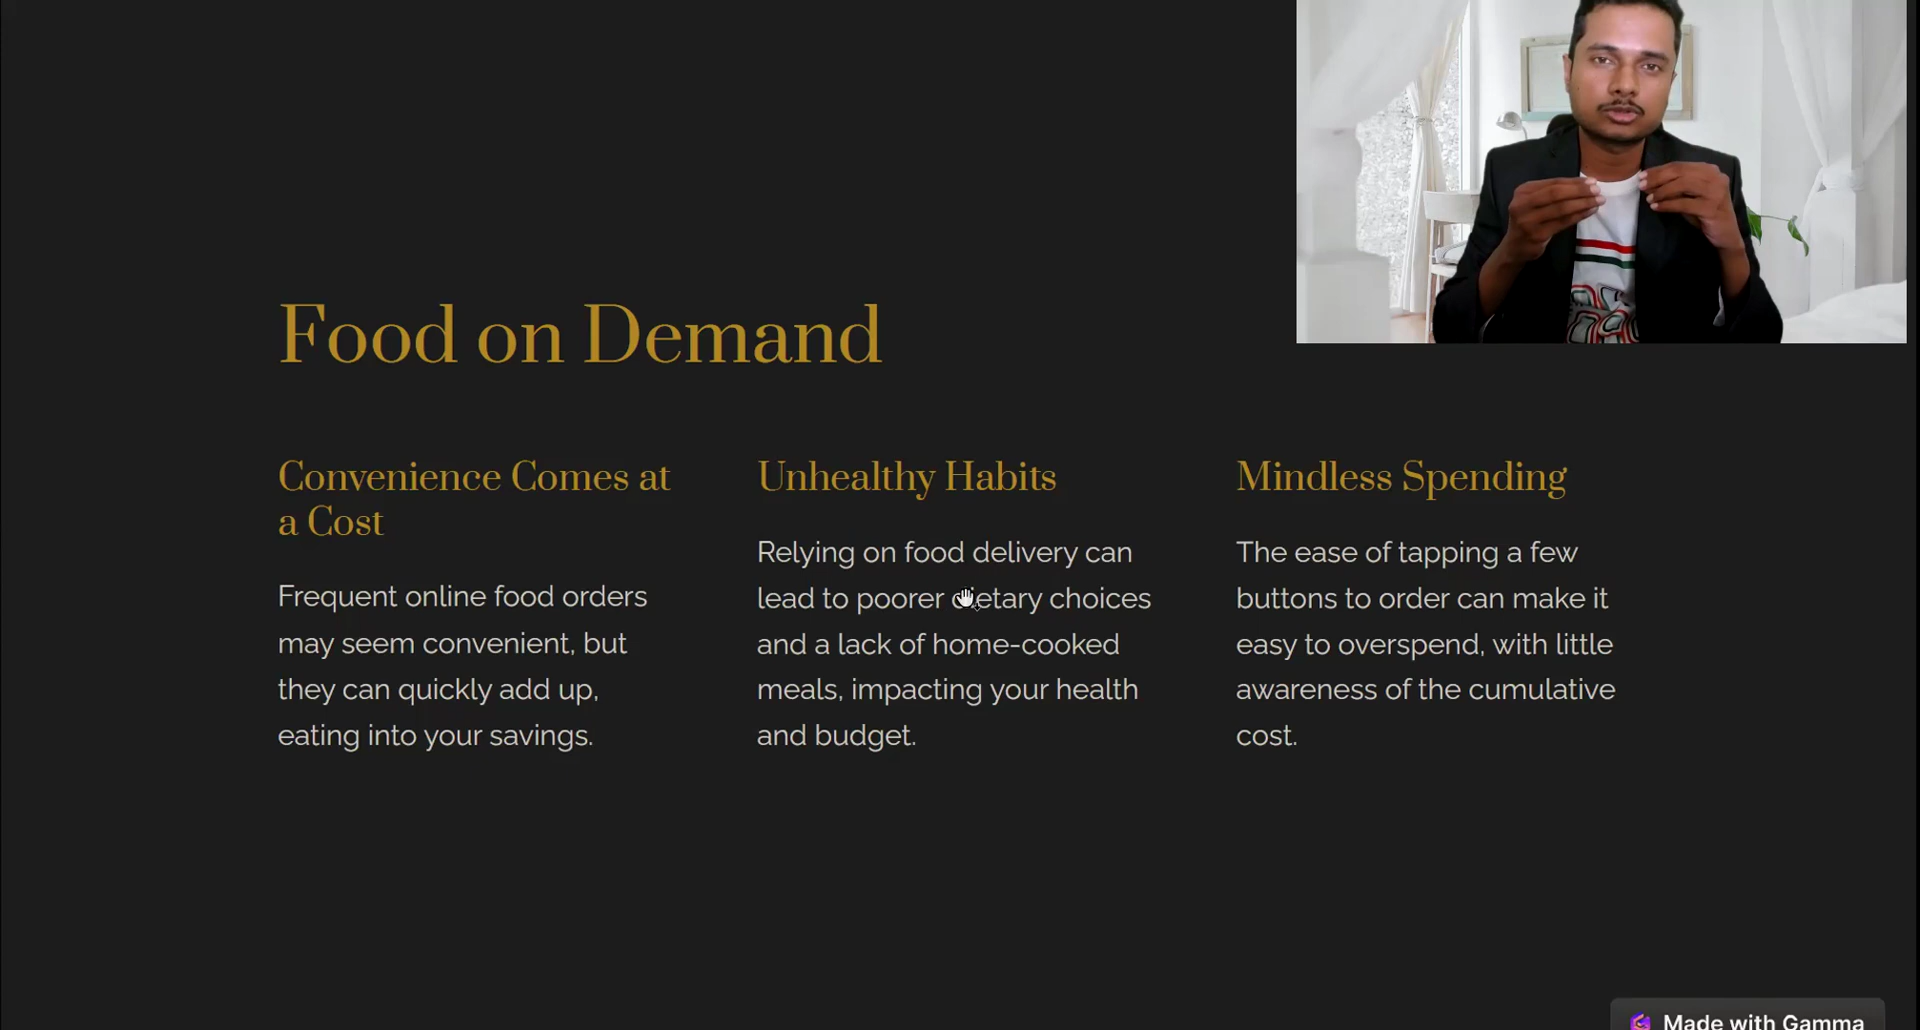 Food on Demand
Convenience Comes at
a Cost
Frequent online food orders
may seem convenient, but
they can quickly add up,
eating into your savings.
Unhealthy Habits
Relying on food delivery can
lead to poorer dietary choices
and a lack of home-cooked
meals, impacting your health
and budget.
Mindless Spending
The ease of tapping a few
buttons to order can make it
easy to overspend, with little
awareness of the cumulative
cost.
Made with Gamma